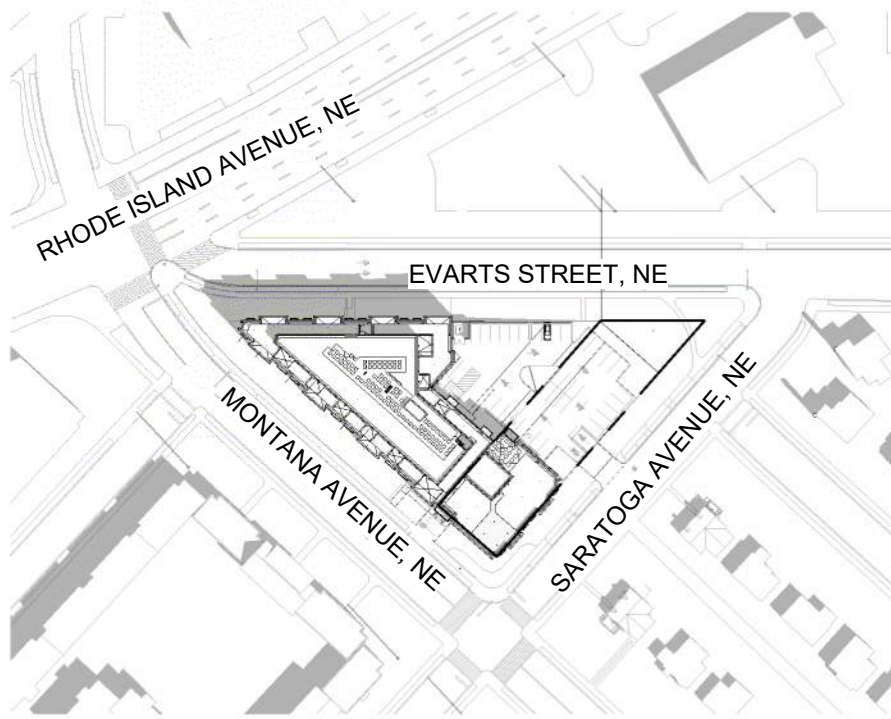 RHODE ISLAND AVENUE, NE
EVARTS STREET, NE
MONTANA AVENUE, NE
SARATOGA AVENUE, NE